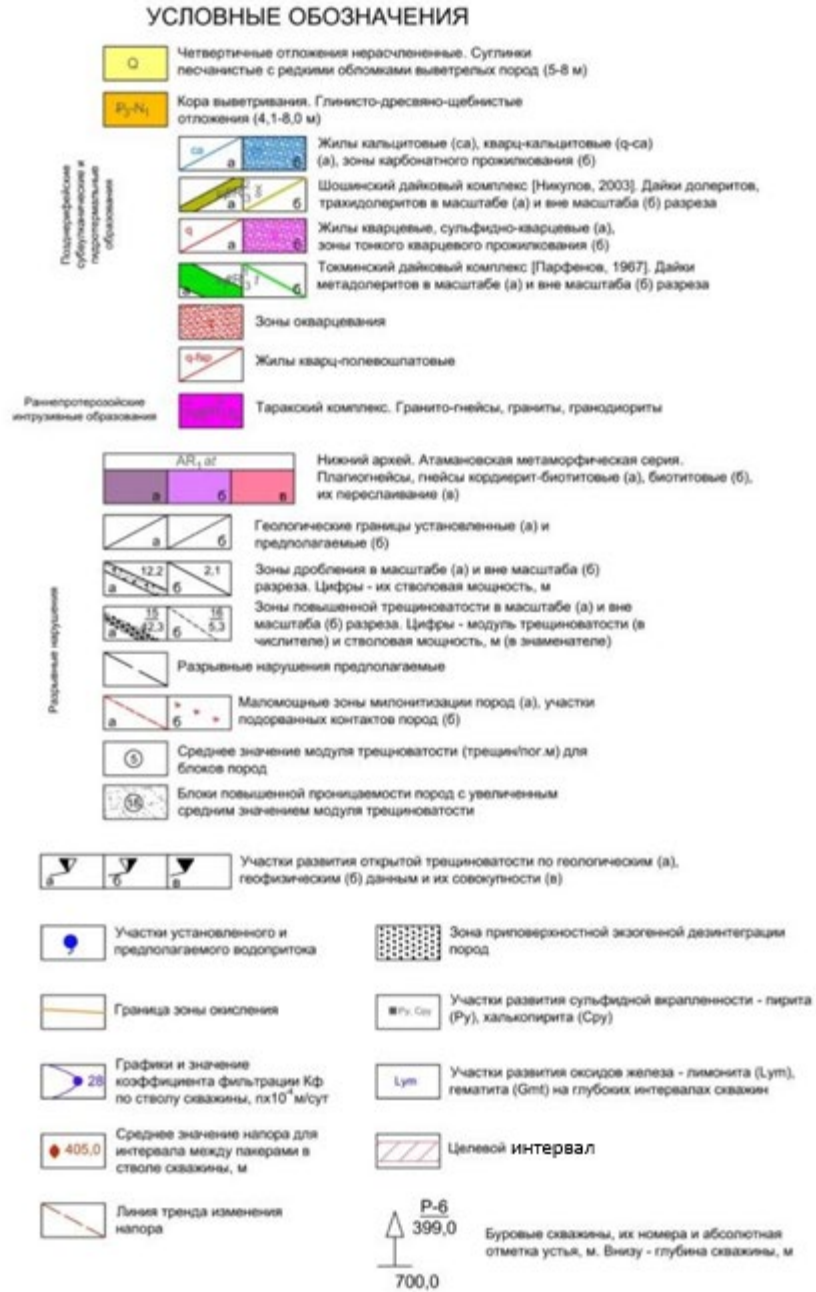 УСЛОВНЫЕ ОБОЗНАЧЕНИЯ
Q
Четвертичные отложения нерасчлененные. Суглинки
песчанистые с редкими обломками выветрелых пород (5-8 м)
P₃-N₁
Кора выветривания. Глинисто-дресвяно-щебнистые
отложения (4,1-8,0 м)
Позднерифейские
субвулканические и
гидротермальные
образования
ca а б
Жилы кальцитовые (ca), кварц-кальцитовые (q-ca)
(а), зоны карбонатного прожилкования (б)
а б
Шошинский дайковый комплекс [Никулов, 2003]. Дайки долеритов,
трахидолеритов в масштабе (а) и вне масштаба (б) разреза
q а б
Жилы кварцевые, сульфидно-кварцевые (а),
зоны тонкого кварцевого прожилкования (б)
а б
Токминский дайковый комплекс [Парфенов, 1967]. Дайки
метадолеритов в масштабе (а) и вне масштаба (б) разреза
Зоны окварцевания
q-fsp
Жилы кварц-полевошпатовые
Раннепротерозойские
интрузивные образования
Таракский комплекс. Гранито-гнейсы, граниты, гранодиориты
AR₁at
а б в
Нижний архей. Атамановская метаморфическая серия.
Плагиогнейсы, гнейсы кордиерит-биотитовые (а), биотитовые (б),
их переслаивание (в)
Разрывные нарушения
а б
Геологические границы установленные (а) и
предполагаемые (б)
а 12,2 б 2,1
Зоны дробления в масштабе (а) и вне масштаба (б)
разреза. Цифры - их стволовая мощность, м
а 15 б 16
2,3 5,3
Зоны повышенной трещиноватости в масштабе (а) и вне
масштаба (б) разреза. Цифры - модуль трещиноватости (в
числителе) и стволовая мощность, м (в знаменателе)
Разрывные нарушения предполагаемые
а б
Маломощные зоны милонитизации пород (а), участки
подорванных контактов пород (б)
5
Среднее значение модуля трещноватости (трещин/пог.м) для
блоков пород
16
Блоки повышенной проницаемости пород с увеличенным
средним значением модуля трещиноватости
а б в
Участки развития открытой трещиноватости по геологическим (а),
геофизическим (б) данным и их совокупности (в)
Участки установленного и
предполагаемого водопритока
Зона приповерхностной экзогенной дезинтеграции
пород
Граница зоны окисления
Py, Cpy
Участки развития сульфидной вкрапленности - пирита
(Py), халькопирита (Cpy)
28
Графики и значение
коэффициента фильтрации Кф
по стволу скважины, nx10⁻⁴м/сут
Lym
Участки развития оксидов железа - лимонита (Lym),
гематита (Gmt) на глубоких интервалах скважин
405,0
Среднее значение напора для
интервала между пакерами в
стволе скважины, м
Целевой интервал
Линия тренда изменения
напора
Р-6
399,0
700,0
Буровые скважины, их номера и абсолютная
отметка устья, м. Внизу - глубина скважины, м